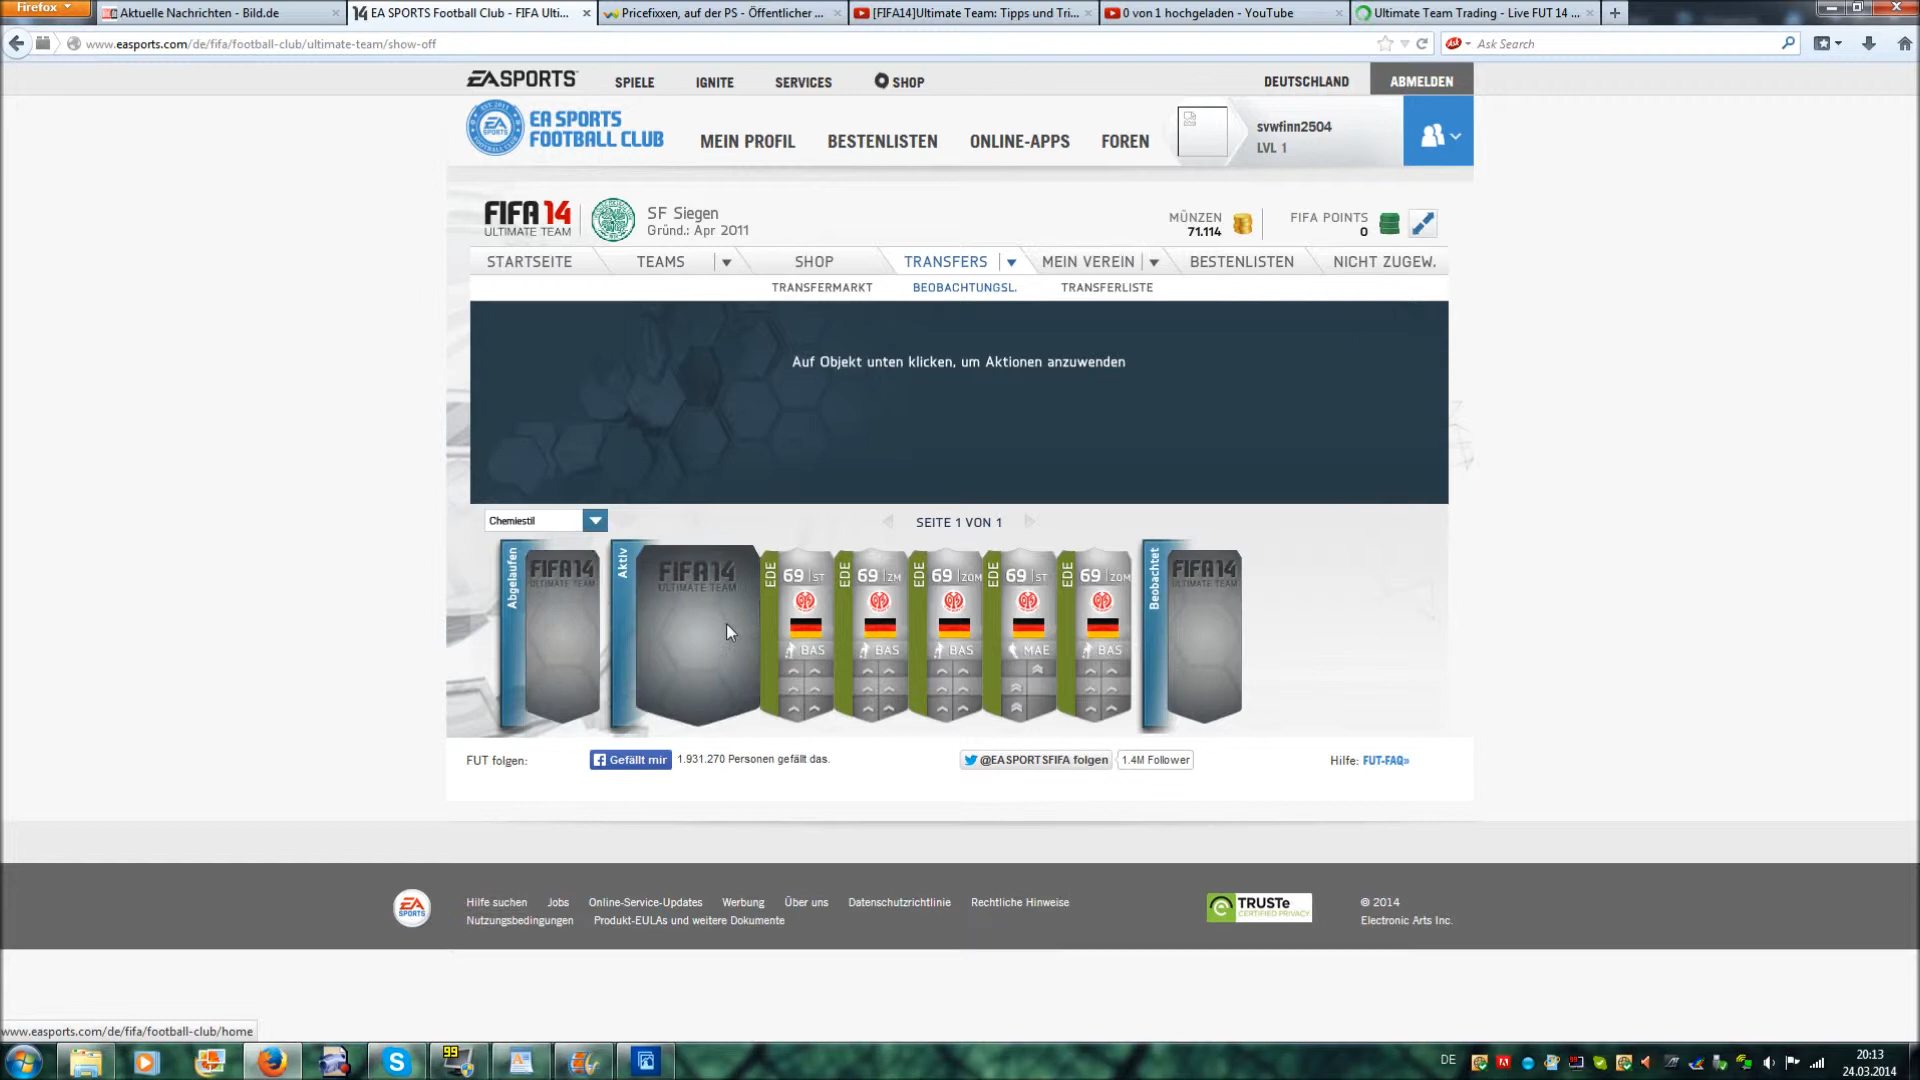 Firefox
Aktuelle Nachrichten - Bild.de
EA SPORTS Football Club - FIFA Ulti...
Pricefixxen, auf der PS - Öffentlicher ...
[FIFA14]Ultimate Team: Tipps und Tri...
0 von 1 hochgeladen - YouTube
Ultimate Team Trading - Live FUT 14 ...
www.easports.com/de/fifa/football-club/ultimate-team/show-off
Ask Search
EA SPORTS
SPIELE
IGNITE
SERVICES
SHOP
DEUTSCHLAND
ABMELDEN
EA SPORTS
FOOTBALL CLUB
MEIN PROFIL
BESTENLISTEN
ONLINE-APPS
FOREN
svwfinn2504
LVL 1
FIFA 14
ULTIMATE TEAM
SF Siegen
Gründ.: Apr 2011
MÜNZEN
71.114
FIFA POINTS
0
STARTSEITE
TEAMS
SHOP
TRANSFERS
MEIN VEREIN
BESTENLISTEN
NICHT ZUGEW.
TRANSFERMARKT
BEOBACHTUNGSL.
TRANSFERLISTE
Auf Objekt unten klicken, um Aktionen anzuwenden
Chemiestil
SEITE 1 VON 1
Abgelaufen
FIFA14
ULTIMATE TEAM
Aktiv
FIFA14
ULTIMATE TEAM
EDE
69 ST
BAS
EDE
69 ZM
BAS
EDE
69 ZOM
BAS
EDE
69 ST
MAE
EDE
69 ZOM
BAS
Beobachtet
FIFA14
ULTIMATE TEAM
FUT folgen:
Gefällt mir
1.931.270 Personen gefällt das.
@EASPORTSFIFA folgen
1.4M Follower
Hilfe: FUT-FAQ»
EA SPORTS
Hilfe suchen
Jobs
Online-Service-Updates
Werbung
Über uns
Datenschutzrichtlinie
Rechtliche Hinweise
Nutzungsbedingungen
Produkt-EULAs und weitere Dokumente
TRUSTe
CERTIFIED PRIVACY
© 2014
Electronic Arts Inc.
www.easports.com/de/fifa/football-club/home
99
DE
20:13
24.03.2014